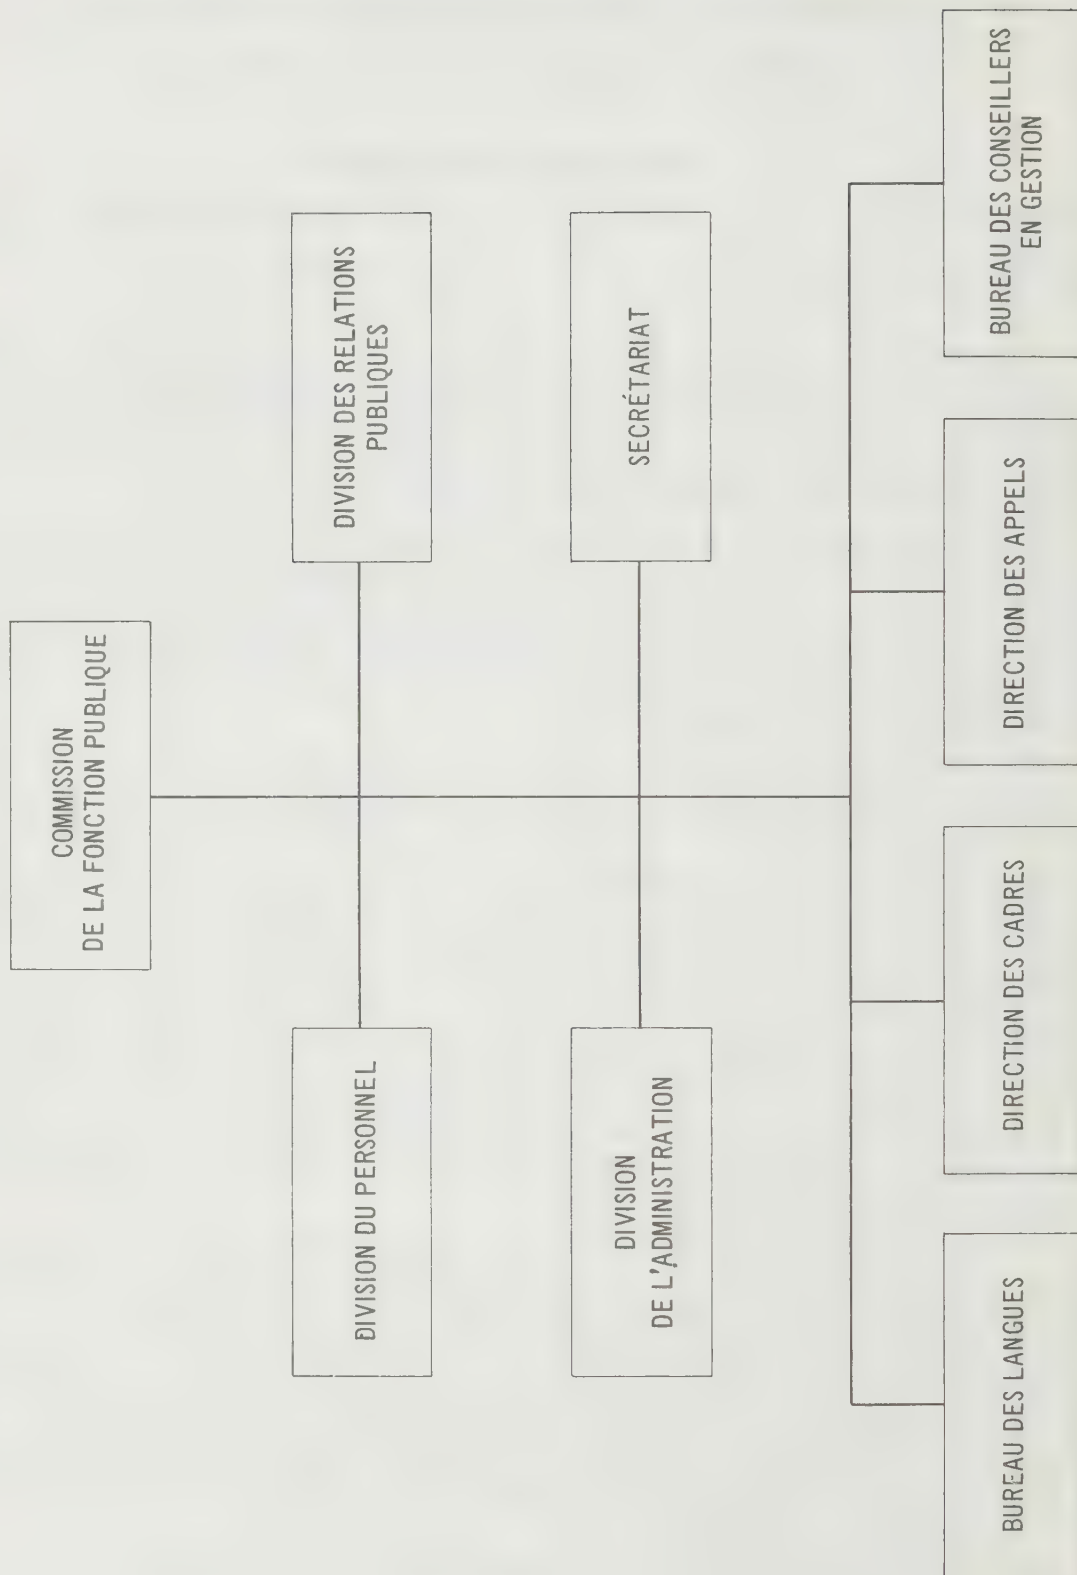 COMMISSION
DE LA FONCTION PUBLIQUE
DIVISION DU PERSONNEL
DIVISION DES RELATIONS
PUBLIQUES
DIVISION
DE L'ADMINISTRATION
SECRÉTARIAT
BUREAU DES LANGUES
DIRECTION DES CADRES
DIRECTION DES APPELS
BUREAU DES CONSEILLERS
EN GESTION